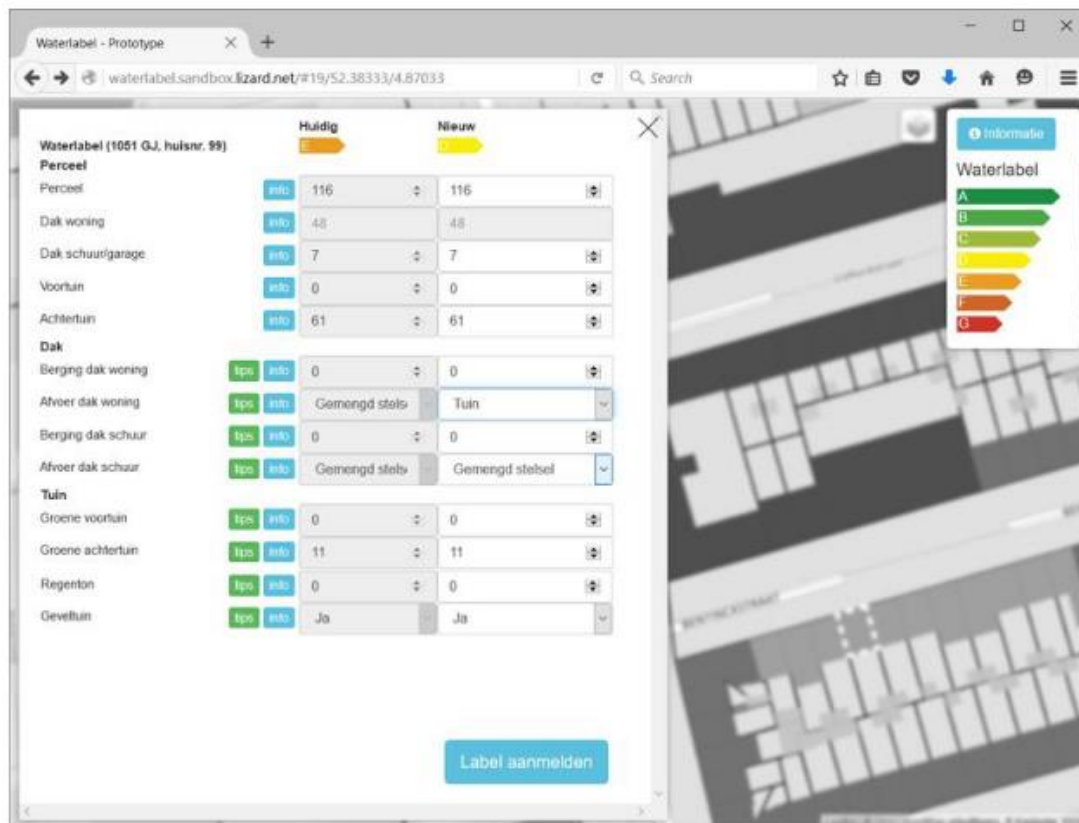 Waterlabel - Prototype
waterlabel.sandbox.lizard.net/#19/52.38333/4.87033
Search
Huidig Nieuw
Waterlabel (1051 GJ, huisnr. 99) E D
Perceel
Perceel info 116 116
Dak woning info 48 48
Dak schuur/garage info 7 7
Voortuin info 0 0
Achtertuin info 61 61
Dak
Berging dak woning tips info 0 0
Afvoer dak woning tips info Gemengd stels Tuin
Berging dak schuur tips info 0 0
Afvoer dak schuur tips info Gemengd stels Gemengd stelsel
Tuin
Groene voortuin tips info 0 0
Groene achtertuin tips info 11 11
Regenton tips info 0 0
Geveltuin tips info Ja Ja
Label aanmelden
Informatie
Waterlabel
A
B
C
D
E
F
G